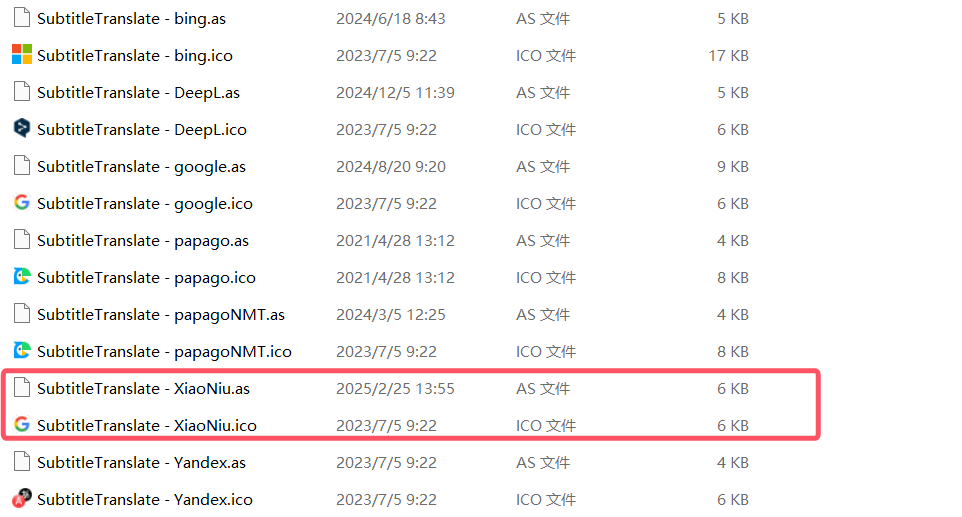 SubtitleTranslate - bing.as 2024/6/18 8:43 AS 文件 5 KB
SubtitleTranslate - bing.ico 2023/7/5 9:22 ICO 文件 17 KB
SubtitleTranslate - DeepL.as 2024/12/5 11:39 AS 文件 5 KB
SubtitleTranslate - DeepL.ico 2023/7/5 9:22 ICO 文件 6 KB
SubtitleTranslate - google.as 2024/8/20 9:20 AS 文件 9 KB
SubtitleTranslate - google.ico 2023/7/5 9:22 ICO 文件 6 KB
SubtitleTranslate - papago.as 2021/4/28 13:12 AS 文件 4 KB
SubtitleTranslate - papago.ico 2021/4/28 13:12 ICO 文件 8 KB
SubtitleTranslate - papagoNMT.as 2024/3/5 12:25 AS 文件 4 KB
SubtitleTranslate - papagoNMT.ico 2023/7/5 9:22 ICO 文件 8 KB
SubtitleTranslate - XiaoNiu.as 2025/2/25 13:55 AS 文件 6 KB
SubtitleTranslate - XiaoNiu.ico 2023/7/5 9:22 ICO 文件 6 KB
SubtitleTranslate - Yandex.as 2023/7/5 9:22 AS 文件 4 KB
SubtitleTranslate - Yandex.ico 2023/7/5 9:22 ICO 文件 6 KB